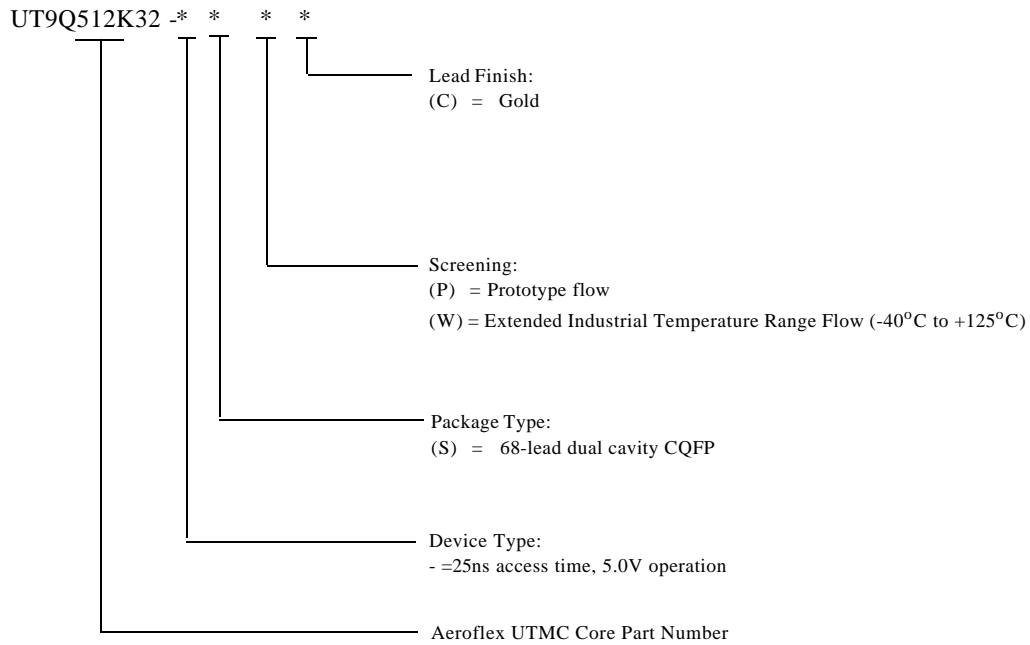 UT9Q512K32 -* * * *
Lead Finish:
(C) = Gold
Screening:
(P) = Prototype flow
(W) = Extended Industrial Temperature Range Flow (-40°C to +125°C)
Package Type:
(S) = 68-lead dual cavity CQFP
Device Type:
- =25ns access time, 5.0V operation
Aeroflex UTMC Core Part Number